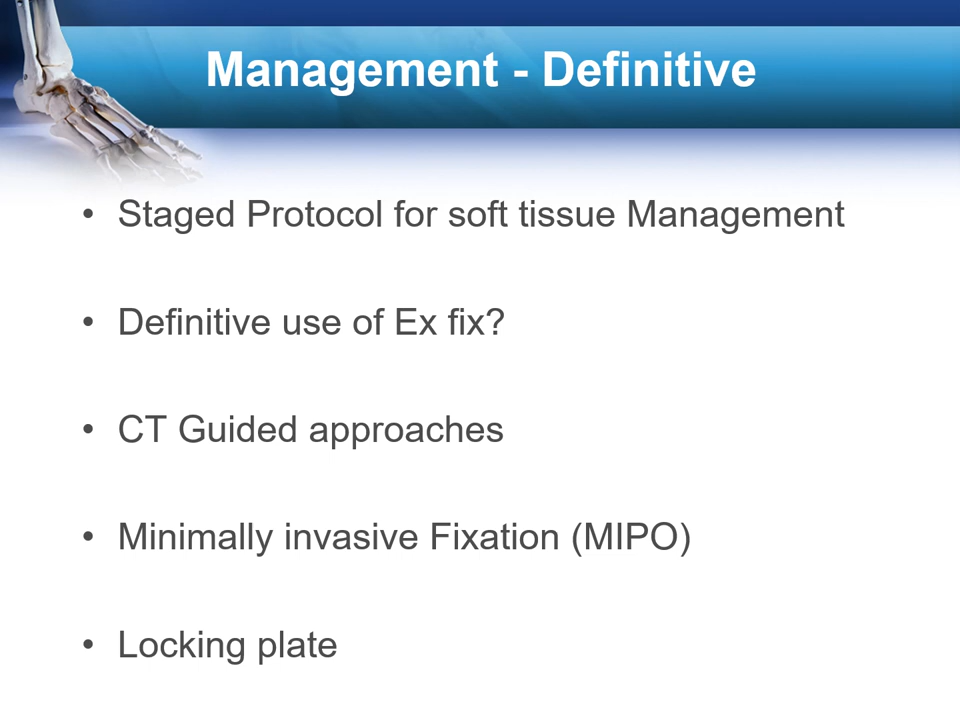 Management - Definitive
• Staged Protocol for soft tissue Management
• Definitive use of Ex fix?
• CT Guided approaches
• Minimally invasive Fixation (MIPO)
• Locking plate